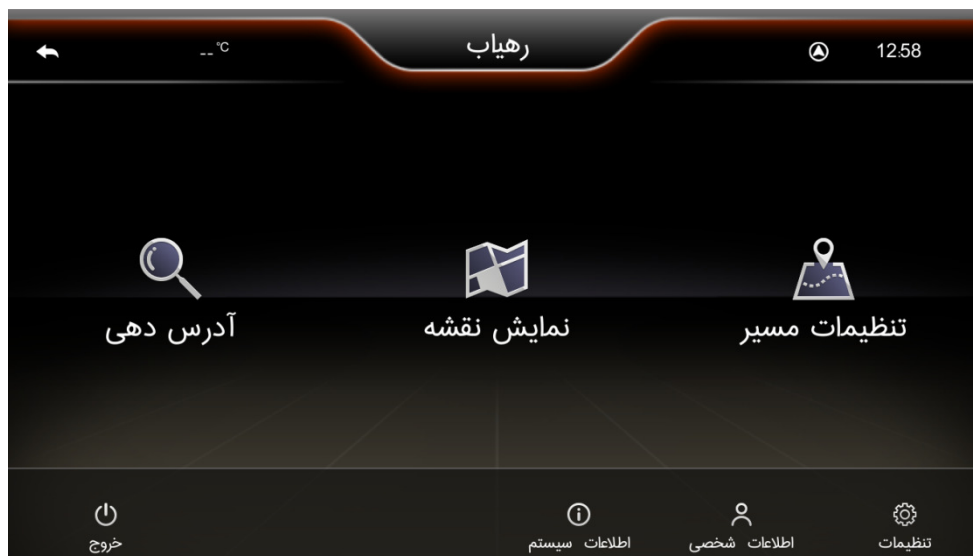 12:58
رهیاب
-- °C
تنظیمات مسیر
نمایش نقشه
آدرس دهی
تنظیمات
اطلاعات شخصی
اطلاعات سیستم
خروج